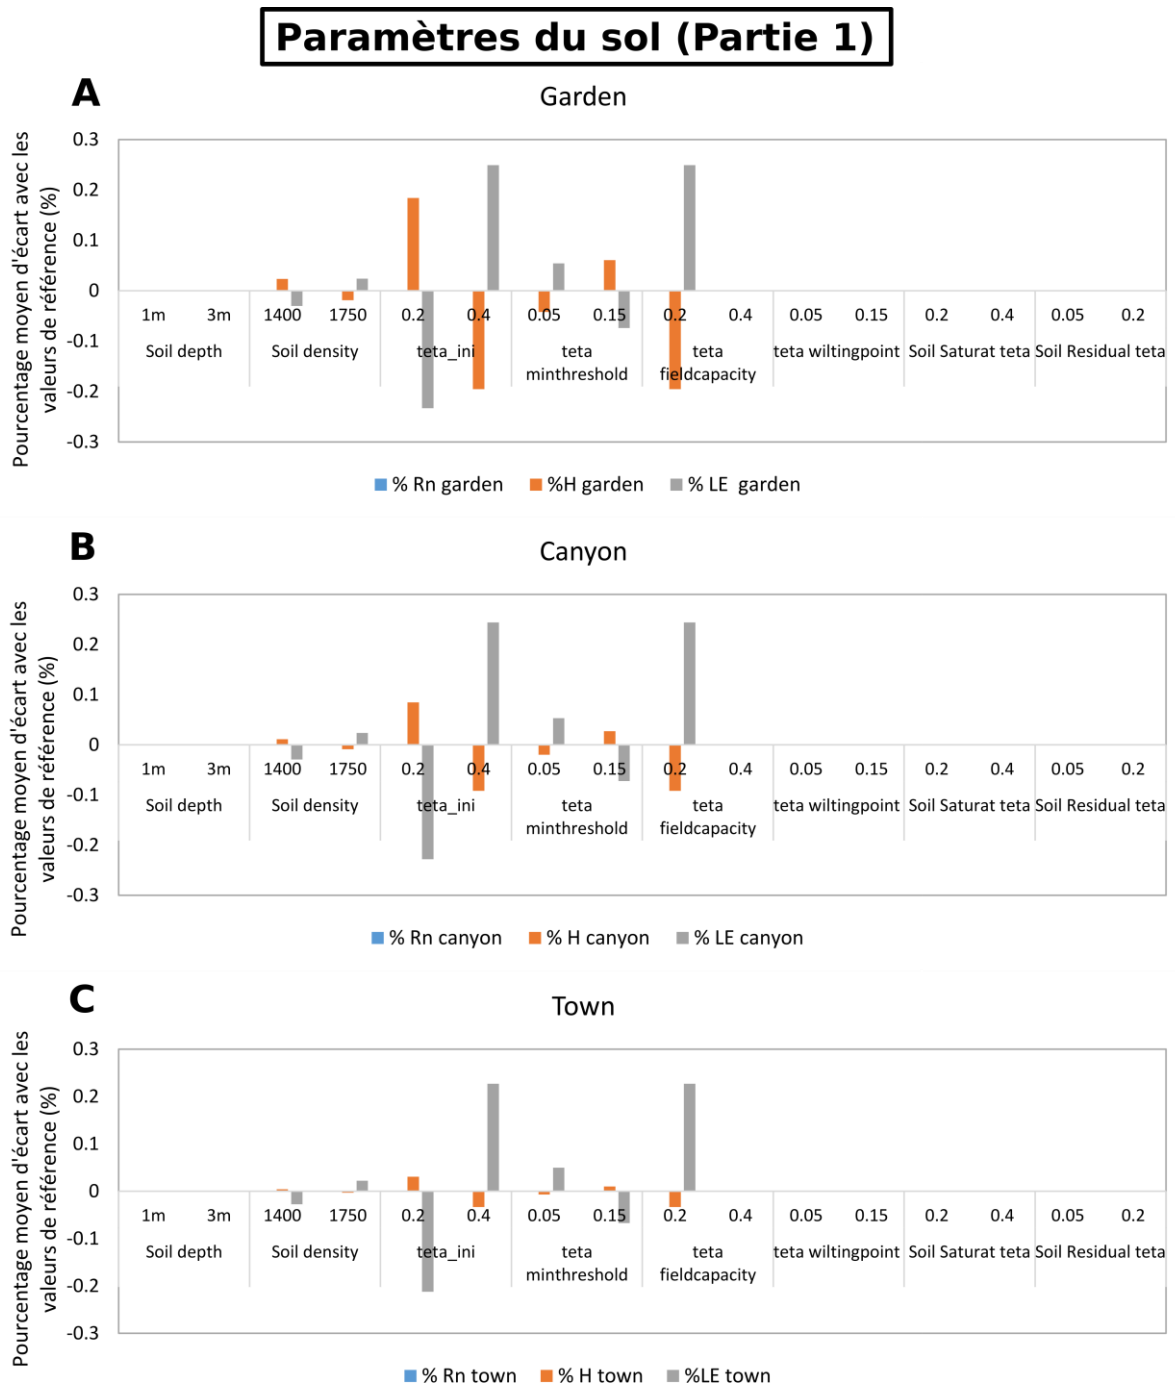 Paramètres du sol (Partie 1)
A
Garden
Pourcentage moyen d'écart avec les
valeurs de référence (%)
0.3
0.2
0.1
0
-0.1
-0.2
-0.3
1m 3m 1400 1750 0.2 0.4 0.05 0.15 0.2 0.4 0.05 0.15 0.2 0.4 0.05 0.2
Soil depth Soil density teta_ini teta teta teta wiltingpoint Soil Saturat teta Soil Residual teta
minthreshold fieldcapacity
% Rn garden %H garden % LE garden
B
Canyon
Pourcentage moyen d'écart avec les
valeurs de référence (%)
0.3
0.2
0.1
0
-0.1
-0.2
-0.3
1m 3m 1400 1750 0.2 0.4 0.05 0.15 0.2 0.4 0.05 0.15 0.2 0.4 0.05 0.2
Soil depth Soil density teta_ini teta teta teta wiltingpoint Soil Saturat teta Soil Residual teta
minthreshold fieldcapacity
% Rn canyon % H canyon % LE canyon
C
Town
Pourcentage moyen d'écart avec les
valeurs de référence (%)
0.3
0.2
0.1
0
-0.1
-0.2
-0.3
1m 3m 1400 1750 0.2 0.4 0.05 0.15 0.2 0.4 0.05 0.15 0.2 0.4 0.05 0.2
Soil depth Soil density teta_ini teta teta teta wiltingpoint Soil Saturat teta Soil Residual teta
minthreshold fieldcapacity
% Rn town % H town %LE town